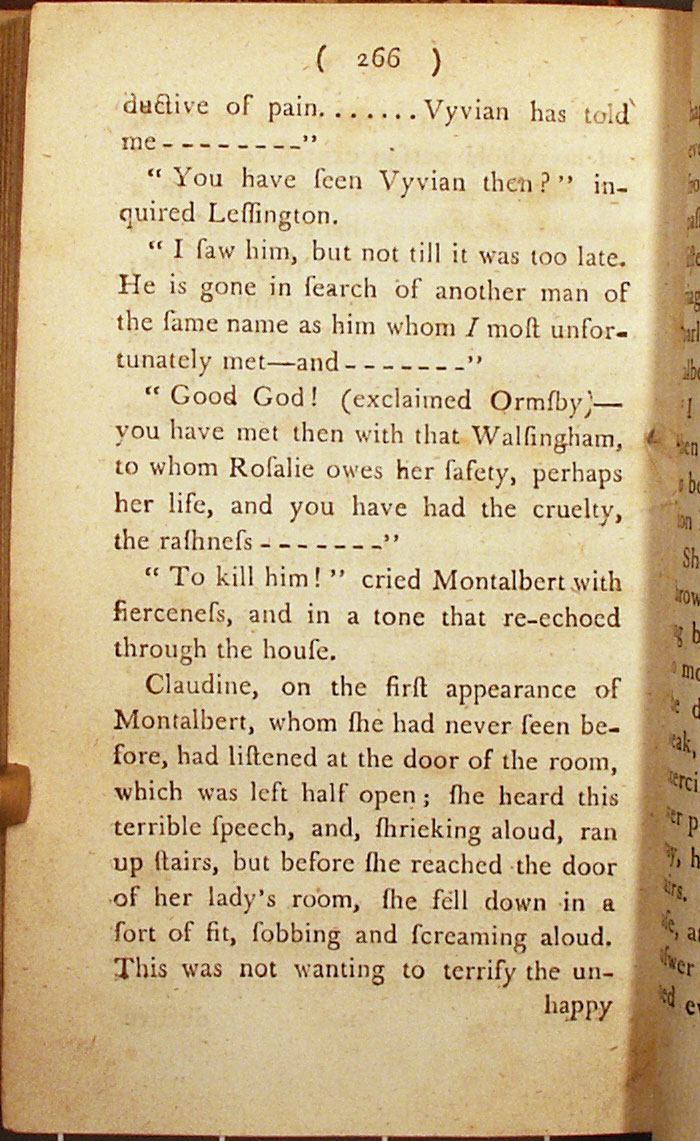 ( 266 )
ductive of pain. . . . . . . Vyvian has told
me - - - - - - - - -”
“ You have ſeen Vyvian then ? ” in-
quired Leſſington.
“ I ſaw him, but not till it was too late.
He is gone in ſearch of another man of
the ſame name as him whom I moſt unfor-
tunately met—and - - - - - - -”
“ Good God ! (exclaimed Ormſby)—
you have met then with that Walſingham,
to whom Roſalie owes her ſafety, perhaps
her life, and you have had the cruelty,
the raſhneſs - - - - - - -”
“ To kill him ! ” cried Montalbert with
fierceneſs, and in a tone that re-echoed
through the houſe.
Claudine, on the firſt appearance of
Montalbert, whom ſhe had never ſeen be-
fore, had liſtened at the door of the room,
which was left half open ; ſhe heard this
terrible ſpeech, and, ſhrieking aloud, ran
up ſtairs, but before ſhe reached the door
of her lady’s room, ſhe fell down in a
ſort of fit, ſobbing and ſcreaming aloud.
This was not wanting to terrify the un-
happy